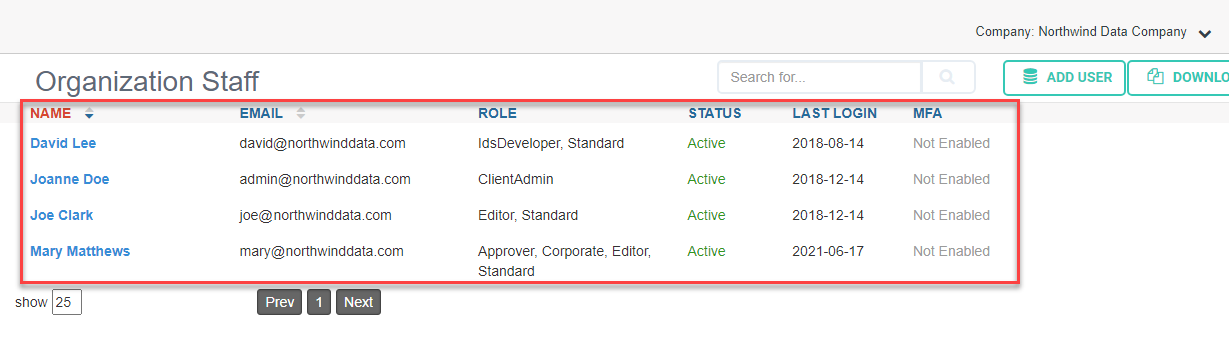 Company: Northwind Data Company
Organization Staff
Search for...
ADD USER
DOWNLO
NAME EMAIL ROLE STATUS LAST LOGIN MFA
David Lee david@northwinddata.com IdsDeveloper, Standard Active 2018-08-14 Not Enabled
Joanne Doe admin@northwinddata.com ClientAdmin Active 2018-12-14 Not Enabled
Joe Clark joe@northwinddata.com Editor, Standard Active 2018-12-14 Not Enabled
Mary Matthews mary@northwinddata.com Approver, Corporate, Editor, Active 2021-06-17 Not Enabled
Standard
show 25 Prev 1 Next